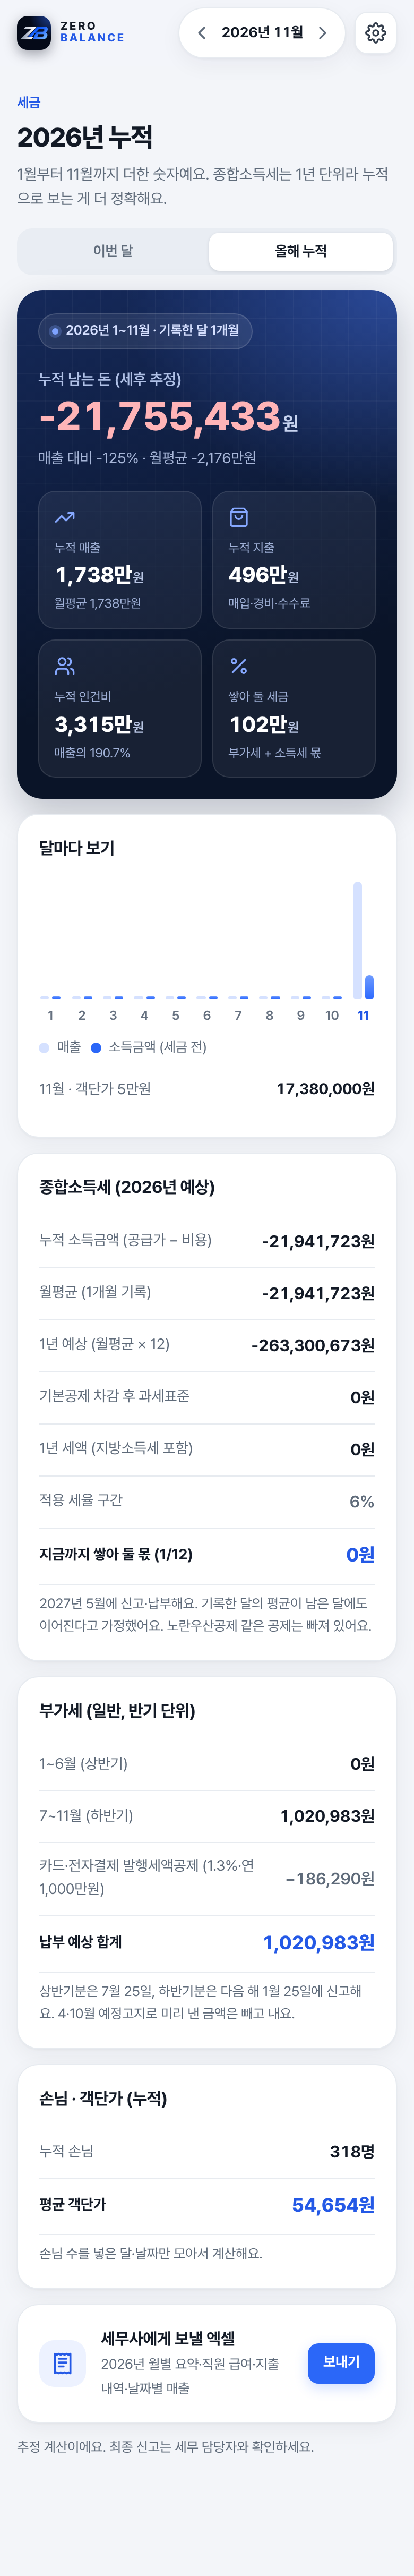 ZB
ZERO
BALANCE
2026년 11월
세금
2026년 누적
1월부터 11월까지 더한 숫자예요. 종합소득세는 1년 단위라 누적
으로 보는 게 더 정확해요.
이번 달
올해 누적
2026년 1~11월 · 기록한 달 1개월
누적 남는 돈 (세후 추정)
-21,755,433원
매출 대비 -125% · 월평균 -2,176만원
누적 매출
1,738만원
월평균 1,738만원
누적 지출
496만원
매입·경비·수수료
누적 인건비
3,315만원
매출의 190.7%
쌓아 둘 세금
102만원
부가세 + 소득세 몫
달마다 보기
1 2 3 4 5 6 7 8 9 10 11
매출 소득금액 (세금 전)
11월 · 객단가 5만원 17,380,000원
종합소득세 (2026년 예상)
누적 소득금액 (공급가 − 비용) -21,941,723원
월평균 (1개월 기록) -21,941,723원
1년 예상 (월평균 × 12) -263,300,673원
기본공제 차감 후 과세표준 0원
1년 세액 (지방소득세 포함) 0원
적용 세율 구간 6%
지금까지 쌓아 둘 몫 (1/12) 0원
2027년 5월에 신고·납부해요. 기록한 달의 평균이 남은 달에도
이어진다고 가정했어요. 노란우산공제 같은 공제는 빠져 있어요.
부가세 (일반, 반기 단위)
1~6월 (상반기) 0원
7~11월 (하반기) 1,020,983원
카드·전자결제 발행세액공제 (1.3%·연
1,000만원) −186,290원
납부 예상 합계 1,020,983원
상반기분은 7월 25일, 하반기분은 다음 해 1월 25일에 신고해
요. 4·10월 예정고지로 미리 낸 금액은 빼고 내요.
손님 · 객단가 (누적)
누적 손님 318명
평균 객단가 54,654원
손님 수를 넣은 달·날짜만 모아서 계산해요.
세무사에게 보낼 엑셀
2026년 월별 요약·직원 급여·지출
내역·날짜별 매출
보내기
추정 계산이에요. 최종 신고는 세무 담당자와 확인하세요.